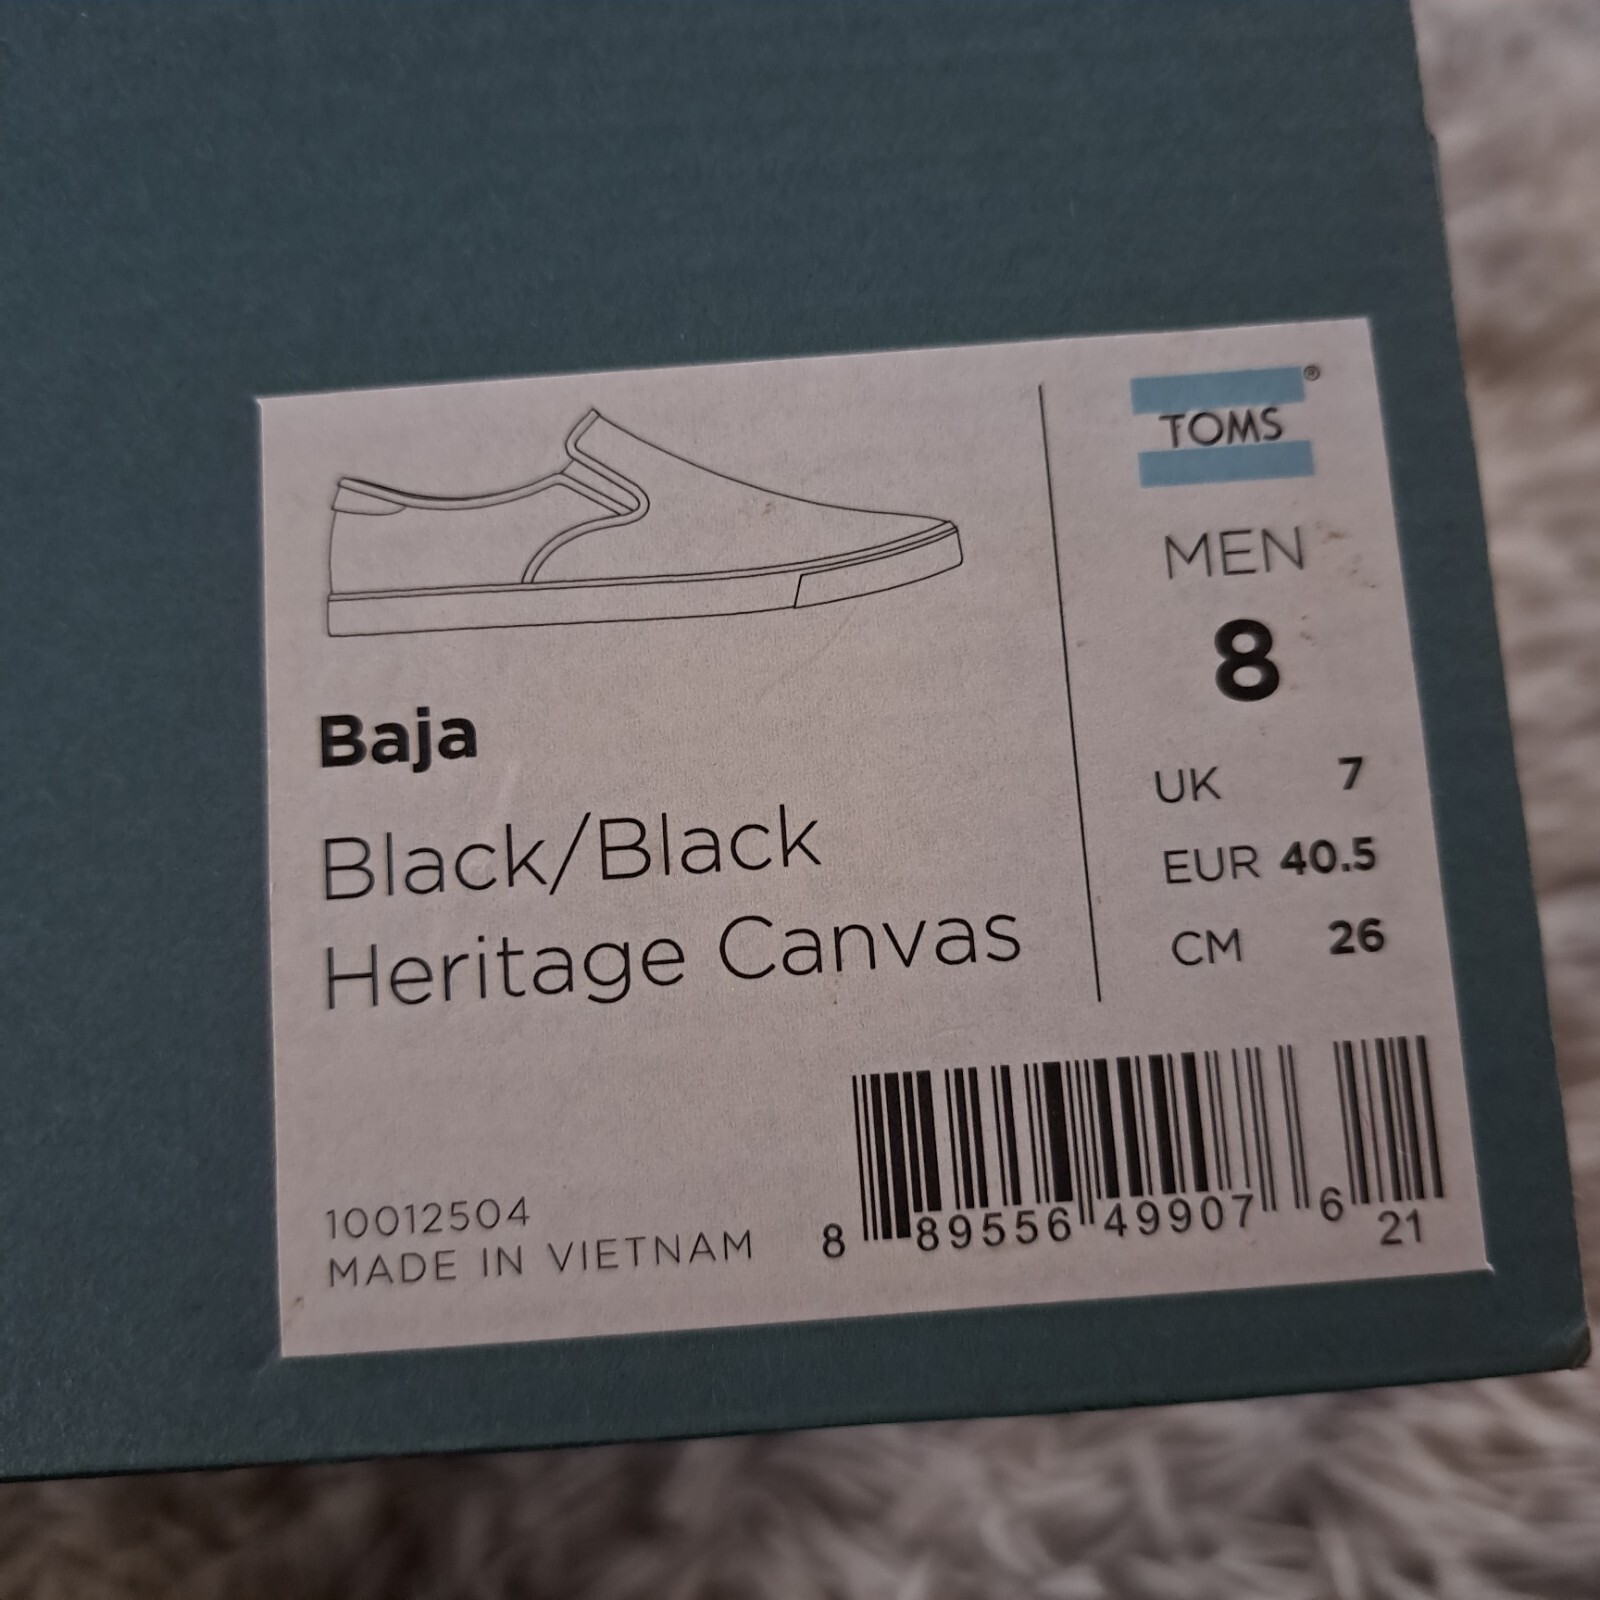 TOMS®
MEN
8
UK 7
EUR 40.5
CM 26
Baja
Black/Black
Heritage Canvas
10012504
MADE IN VIETNAM
8 89556 49907 6 21